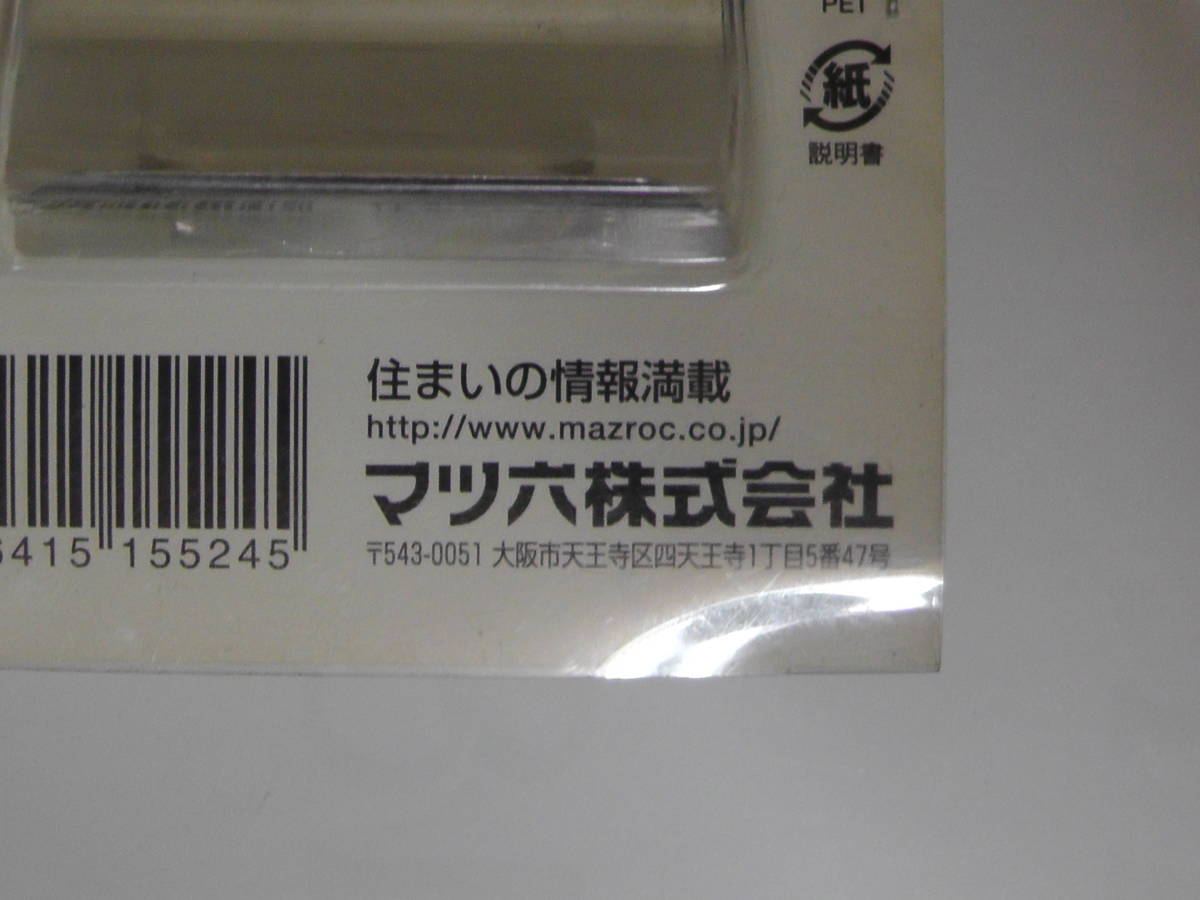 PET
紙
説明書
住まいの情報満載
http://www.mazroc.co.jp/
マツ六株式会社
〒543-0051 大阪市天王寺区四天王寺1丁目5番47号
6415 155245